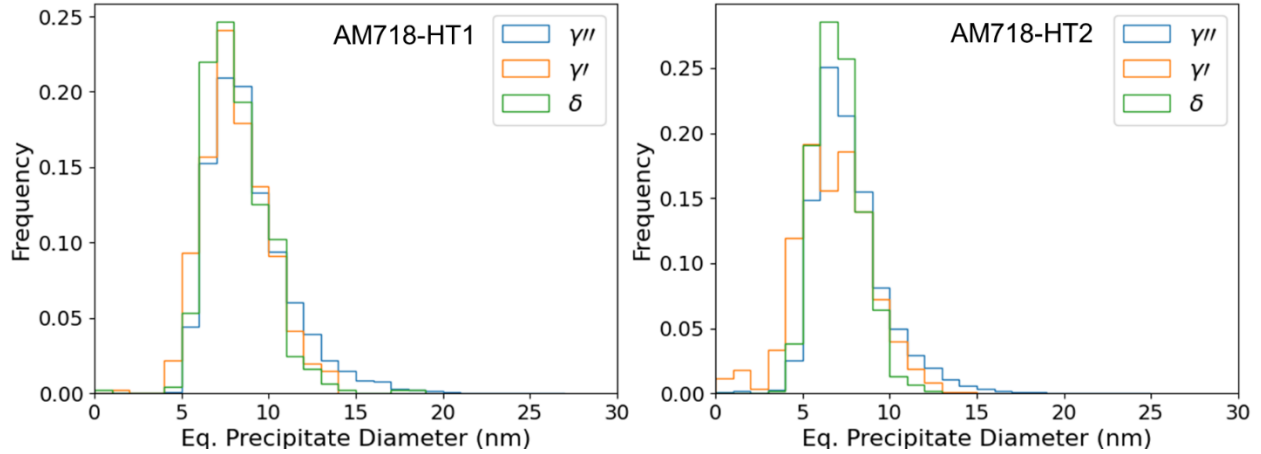 AM718-HT1
γ′′
γ′
δ
0.25
0.20
0.15
0.10
0.05
0.00
Frequency
0 5 10 15 20 25 30
Eq. Precipitate Diameter (nm)
AM718-HT2
γ′′
γ′
δ
0.25
0.20
0.15
0.10
0.05
0.00
Frequency
0 5 10 15 20 25 30
Eq. Precipitate Diameter (nm)